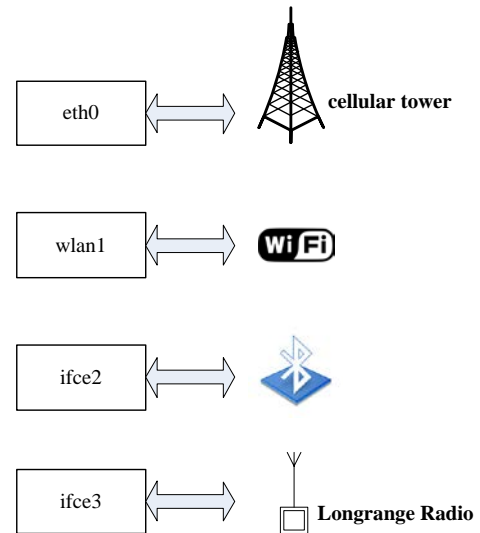 eth0
cellular tower
wlan1
Wi Fi
ifce2
ifce3
Longrange Radio